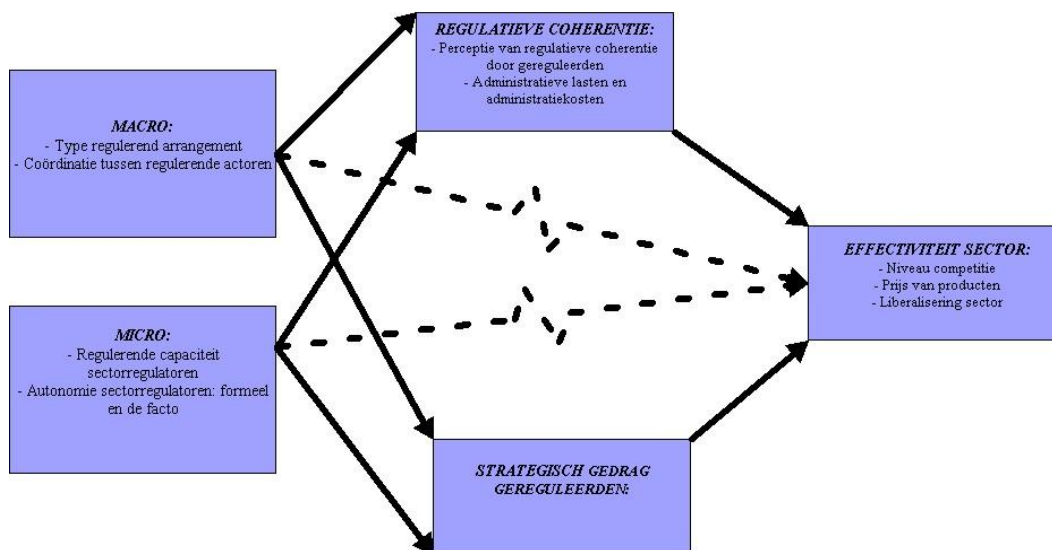 REGULATIEVE COHERENTIE:
- Perceptie van regulatieve coherentie
door gereguleerden
- Administratieve lasten en
administratiekosten
MACRO:
- Type regulerend arrangement
- Coördinatie tussen regulerende actoren
EFFECTIVITEIT SECTOR:
- Niveau competitie
- Prijs van producten
- Liberalisering sector
MICRO:
- Regulerende capaciteit
sectorregulatoren
- Autonomie sectorregulatoren: formeel
en de facto
STRATEGISCH GEDRAG
GEREGULEERDEN: